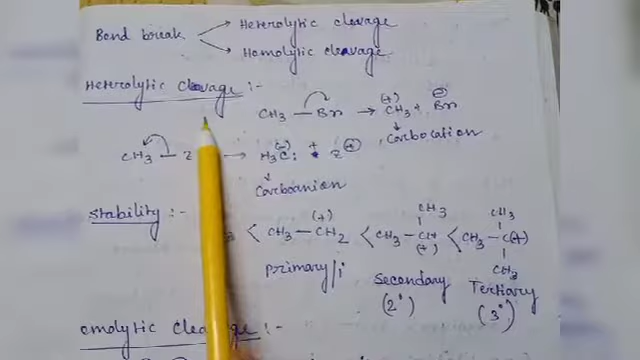 Bond break
Heterolytic cleavage
Homolytic cleavage
Heterolytic cleavage :-
CH3 — Br → (+) CH3 + ⊖ Br
Carbocation
CH3 — Z → (-) H3C: + Z (+)
Carboanion
Stability :-
< CH3 — (+) CH2 < CH3 — CH (+) CH3 < CH3 — C(+) CH3 CH3
primary/i
Secondary (2°)
Tertiary (3°)
omolytic cleavage :-